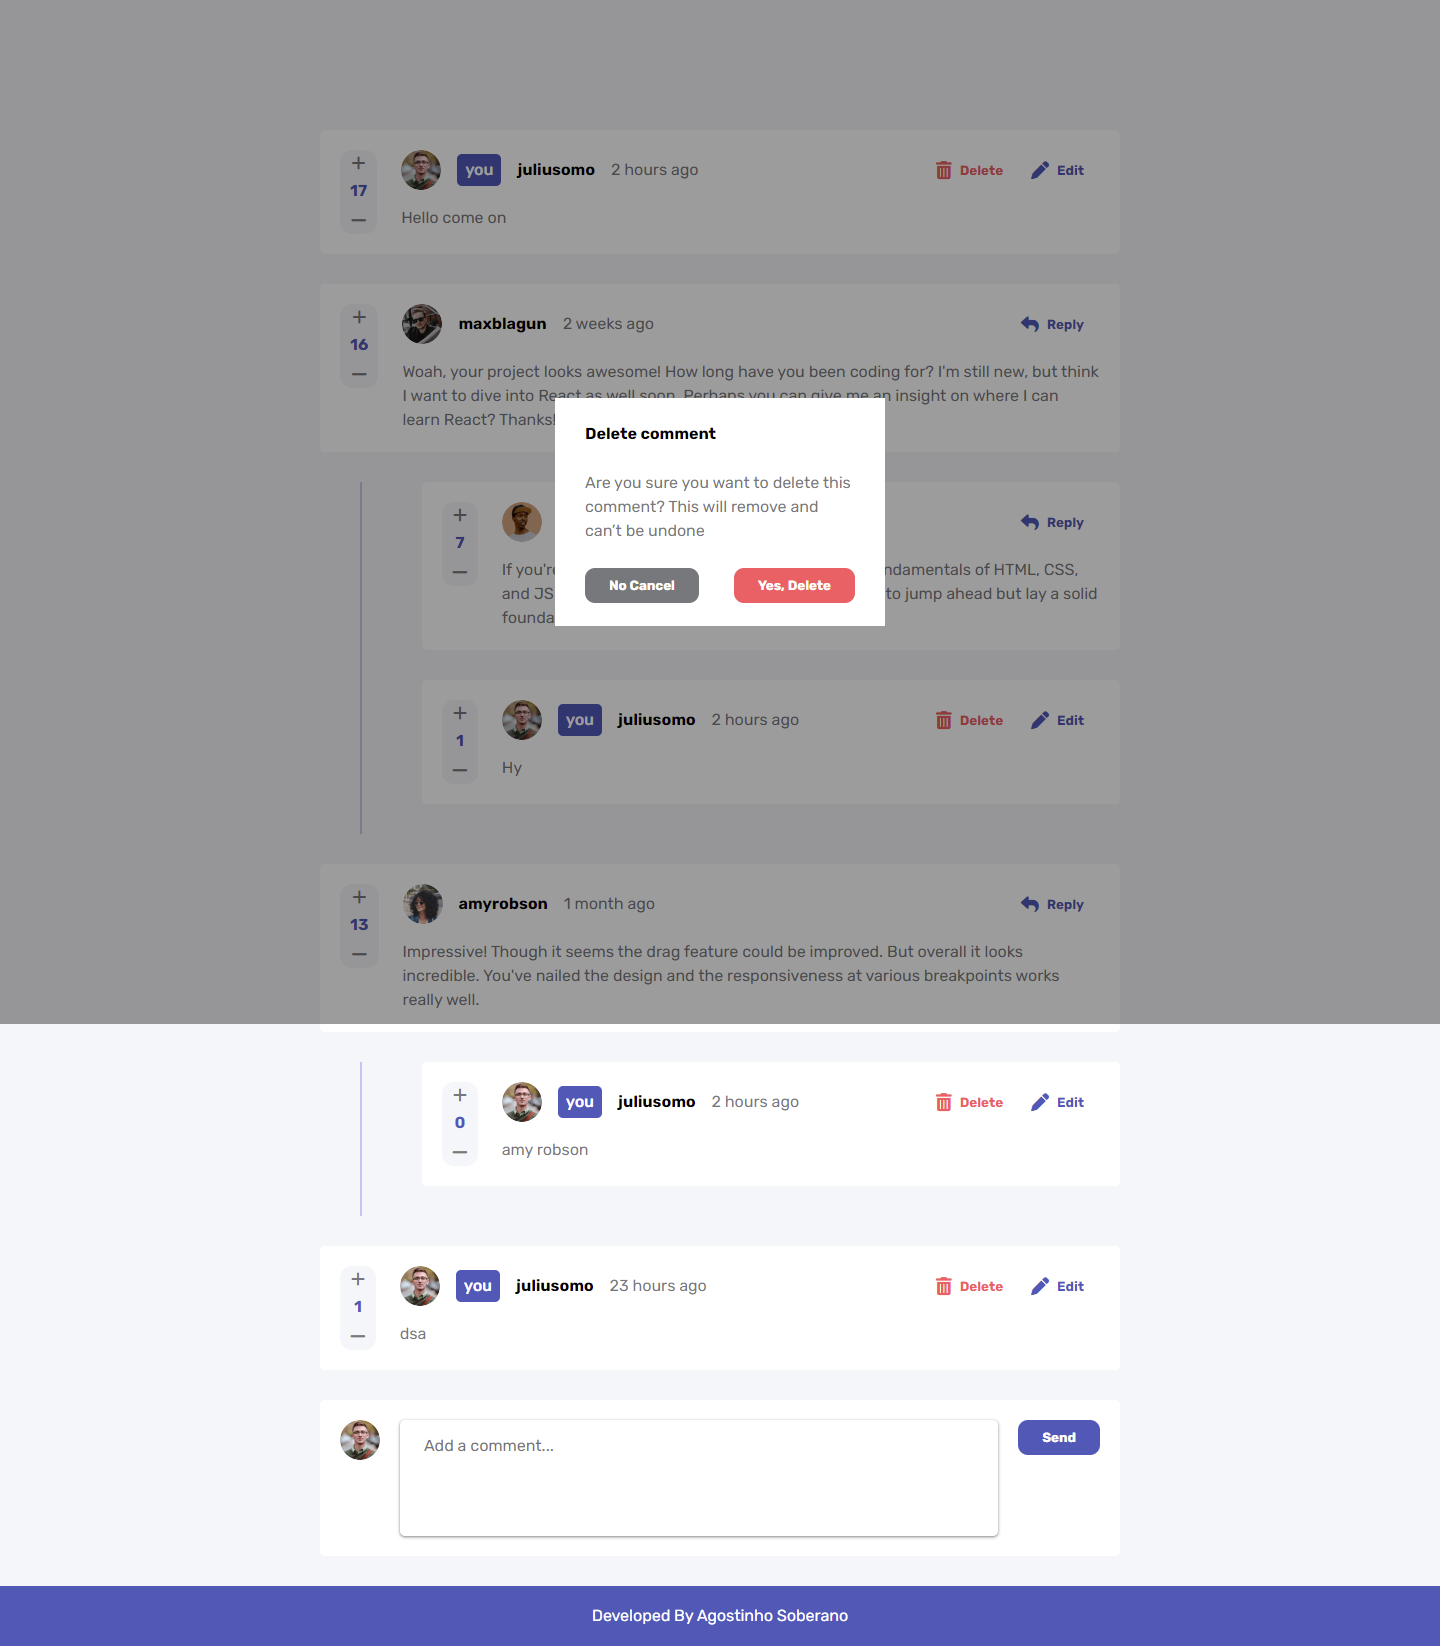 17
you juliusomo 2 hours ago Delete Edit
Hello come on
16
maxblagun 2 weeks ago Reply
Woah, your project looks awesome! How long have you been coding for? I'm still new, but think
I want to dive into React as well soon. Perhaps you can give me an insight on where I can
learn React? Thanks!
Delete comment
Are you sure you want to delete this
comment? This will remove and
can't be undone
No Cancel Yes, Delete
7
Reply
If you're ndamentals of HTML, CSS,
and JS to jump ahead but lay a solid
founda
1
you juliusomo 2 hours ago Delete Edit
Hy
13
amyrobson 1 month ago Reply
Impressive! Though it seems the drag feature could be improved. But overall it looks
incredible. You've nailed the design and the responsiveness at various breakpoints works
really well.
0
you juliusomo 2 hours ago Delete Edit
amy robson
1
you juliusomo 23 hours ago Delete Edit
dsa
Add a comment...
Send
Developed By Agostinho Soberano